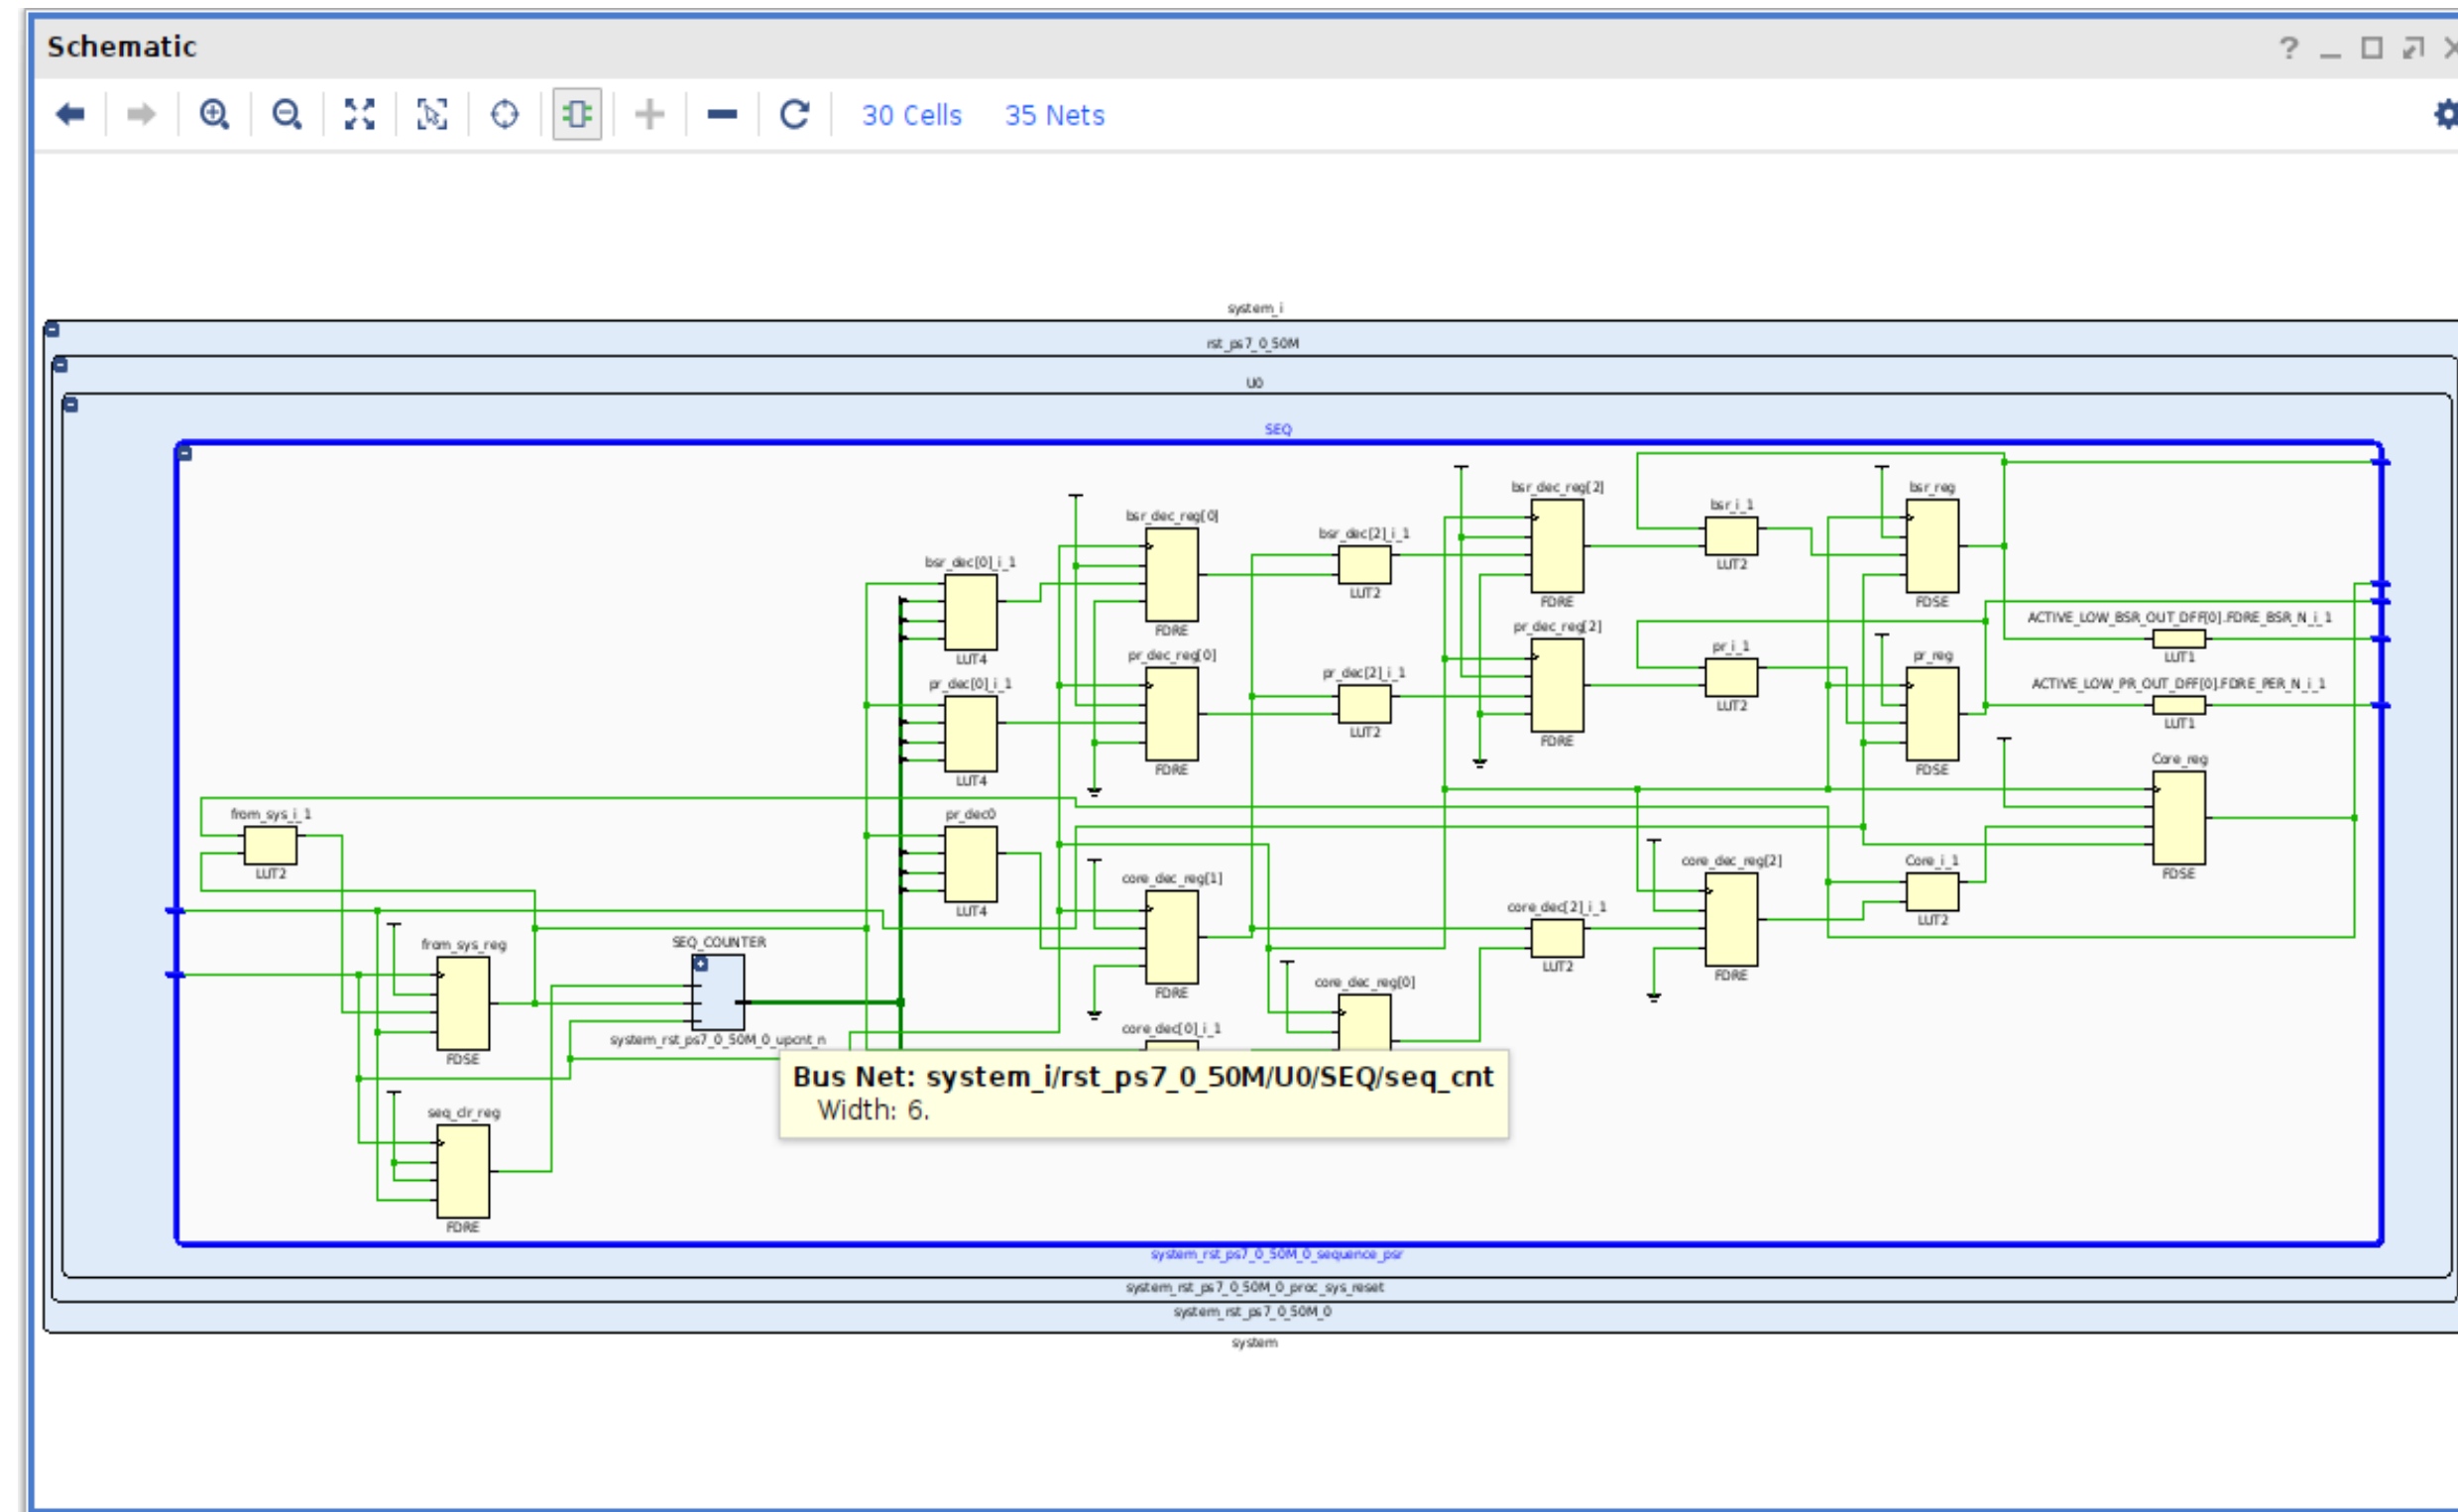 Schematic
30 Cells 35 Nets
system_i
rst_ps7_0_50M
U0
SEQ
bsr_dec_reg[2]
bsr_reg
bsr_i_1
bsr_dec_reg[0]
bsr_dec[2]_i_1
bsr_dec[0]_i_1
LUT2
LUT2
FDRE
FDSE
ACTIVE_LOW_BSR_OUT_DFF[0].FDRE_BSR_N_i_1
FDRE
pr_dec_reg[2]
pr_i_1
LUT4
pr_dec_reg[0]
pr_reg
LUT1
pr_dec[2]_i_1
pr_dec[0]_i_1
ACTIVE_LOW_PR_OUT_DFF[0].FDRE_PER_N_i_1
LUT2
LUT2
LUT1
FDRE
Core_reg
LUT4
FDRE
FDSE
from_sys_i_1
pr_dec0
core_dec_reg[2]
Core_i_1
LUT2
core_dec_reg[1]
FDSE
LUT4
core_dec[2]_i_1
LUT2
from_sys_reg
SEQ_COUNTER
LUT2
FDRE
core_dec_reg[0]
FDRE
core_dec[0]_i_1
system_rst_ps7_0_50M_0_upcnt_n
FDSE
Bus Net: system_i/rst_ps7_0_50M/U0/SEQ/seq_cnt
Width: 6.
seq_clr_reg
FDRE
system_rst_ps7_0_50M_0_sequence_psr
system_rst_ps7_0_50M_0_proc_sys_reset
system_rst_ps7_0_50M_0
system